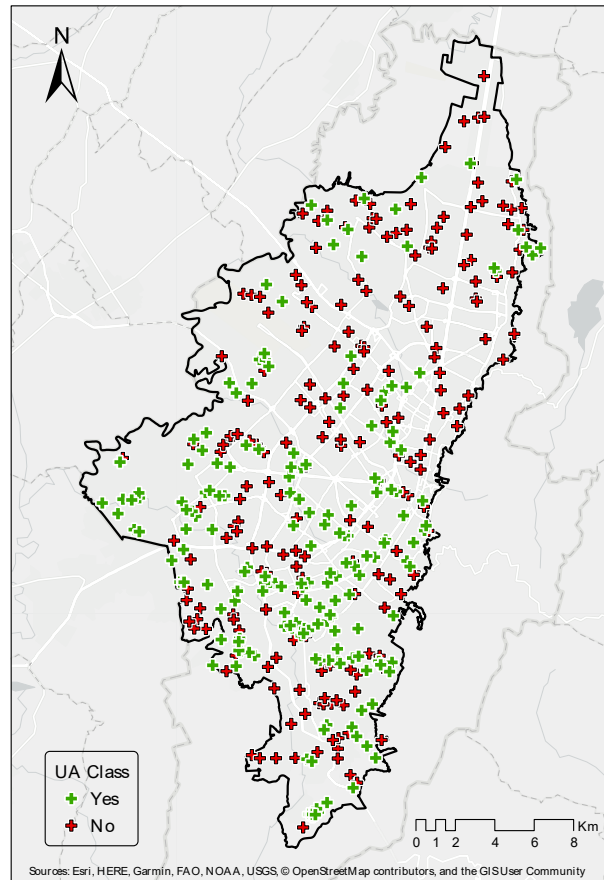 N
UA Class
Yes
No
Km
0 1 2 4 6 8
Sources: Esri, HERE, Garmin, FAO, NOAA, USGS, © OpenStreetMap contributors, and the GIS User Community